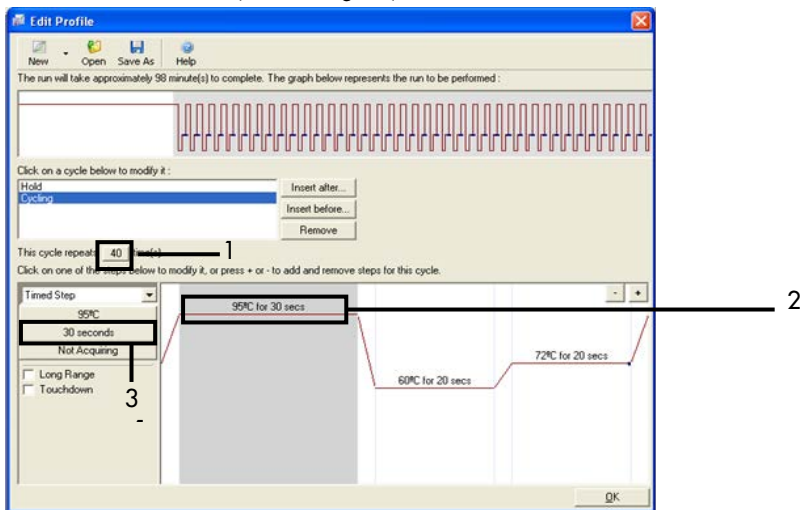 Edit Profile
New Open Save As Help
The run will take approximately 98 minute(s) to complete. The graph below represents the run to be performed :
Click on a cycle below to modify it :
Hold
Cycling
Insert after...
Insert before...
Remove
This cycle repeats 40 time(s).
1
Click on one of the steps below to modify it, or press + or - to add and remove steps for this cycle.
Timed Step
95ºC
30 seconds
Not Acquiring
Long Range
Touchdown
3
-
95ºC for 30 secs
- +
2
60ºC for 20 secs
72ºC for 20 secs
OK